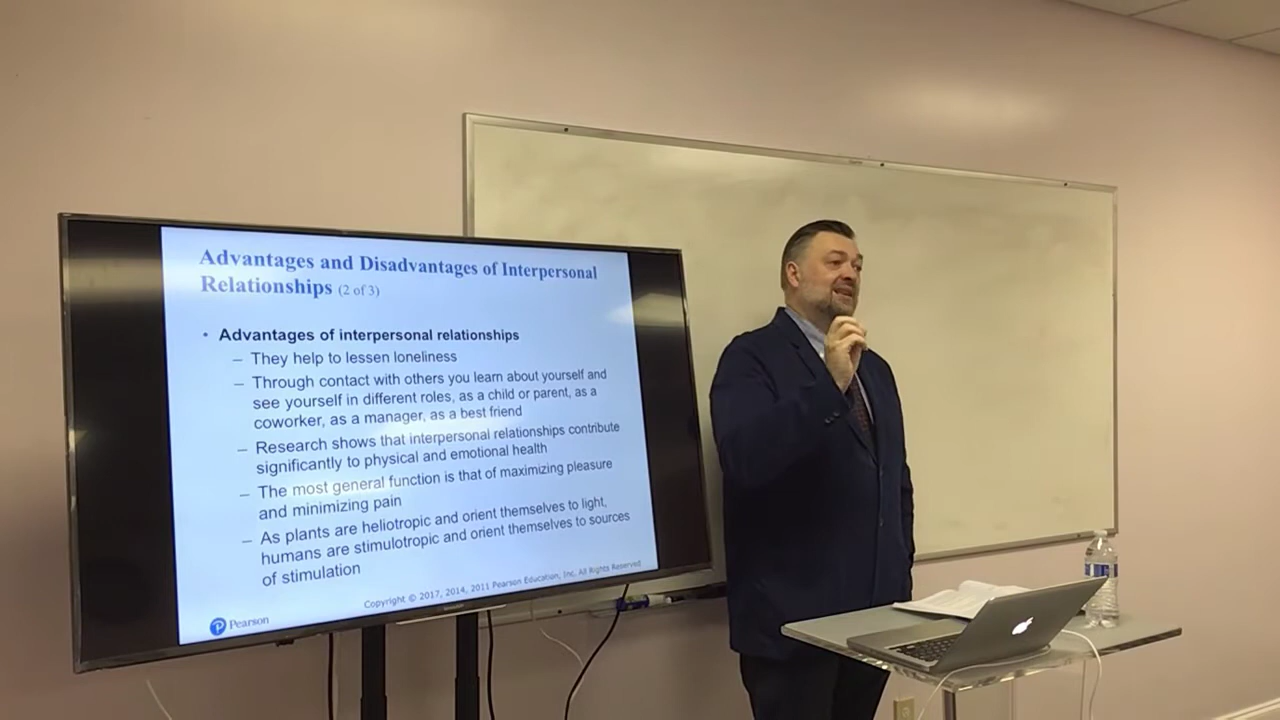 Advantages and Disadvantages of Interpersonal
Relationships (2 of 3)
• Advantages of interpersonal relationships
– They help to lessen loneliness
– Through contact with others you learn about yourself and
see yourself in different roles, as a child or parent, as a
coworker, as a manager, as a best friend
– Research shows that interpersonal relationships contribute
significantly to physical and emotional health
– The most general function is that of maximizing pleasure
and minimizing pain
– As plants are heliotropic and orient themselves to light,
humans are stimulotropic and orient themselves to sources
of stimulation
Copyright © 2017, 2014, 2011 Pearson Education, Inc. All Rights Reserved
Pearson